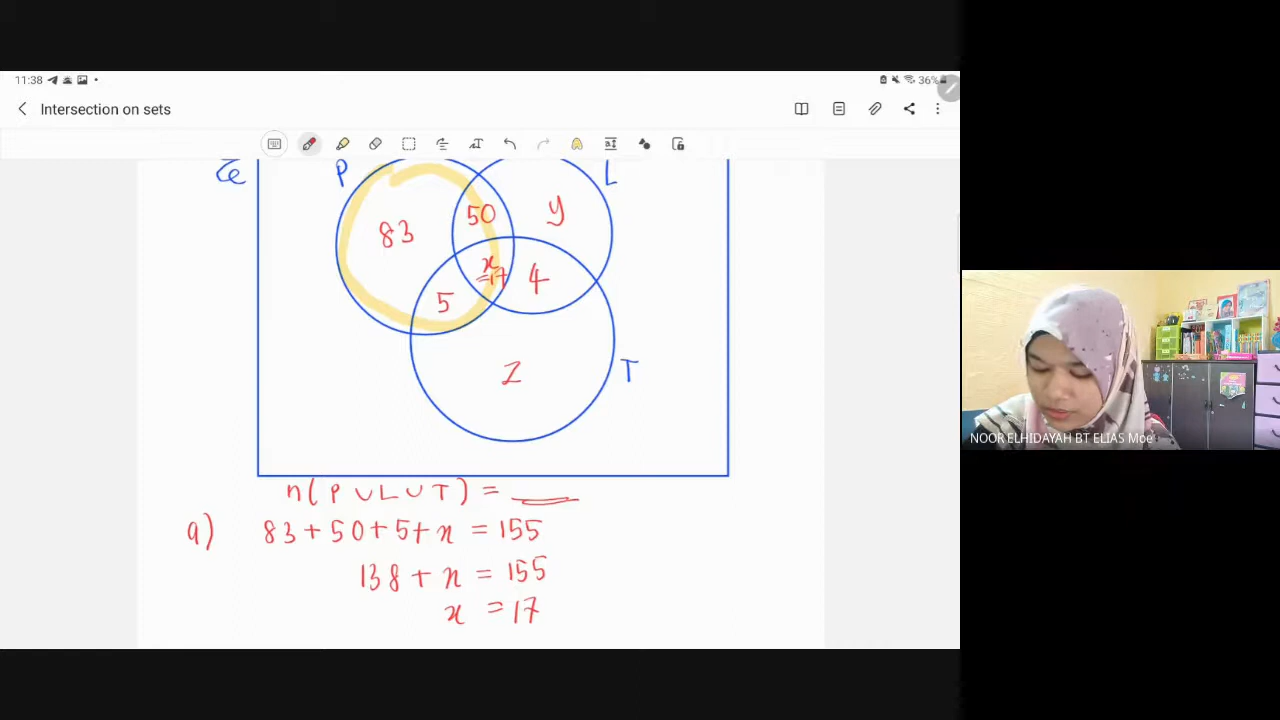 11:38
36%
Intersection on sets
P
L
83
50
y
x
=17
4
5
z
T
n(P ∪ L ∪ T) =
a) 83 + 50 + 5 + x = 155
138 + x = 155
x = 17
NOOR ELHIDAYAH BT ELIAS Moe